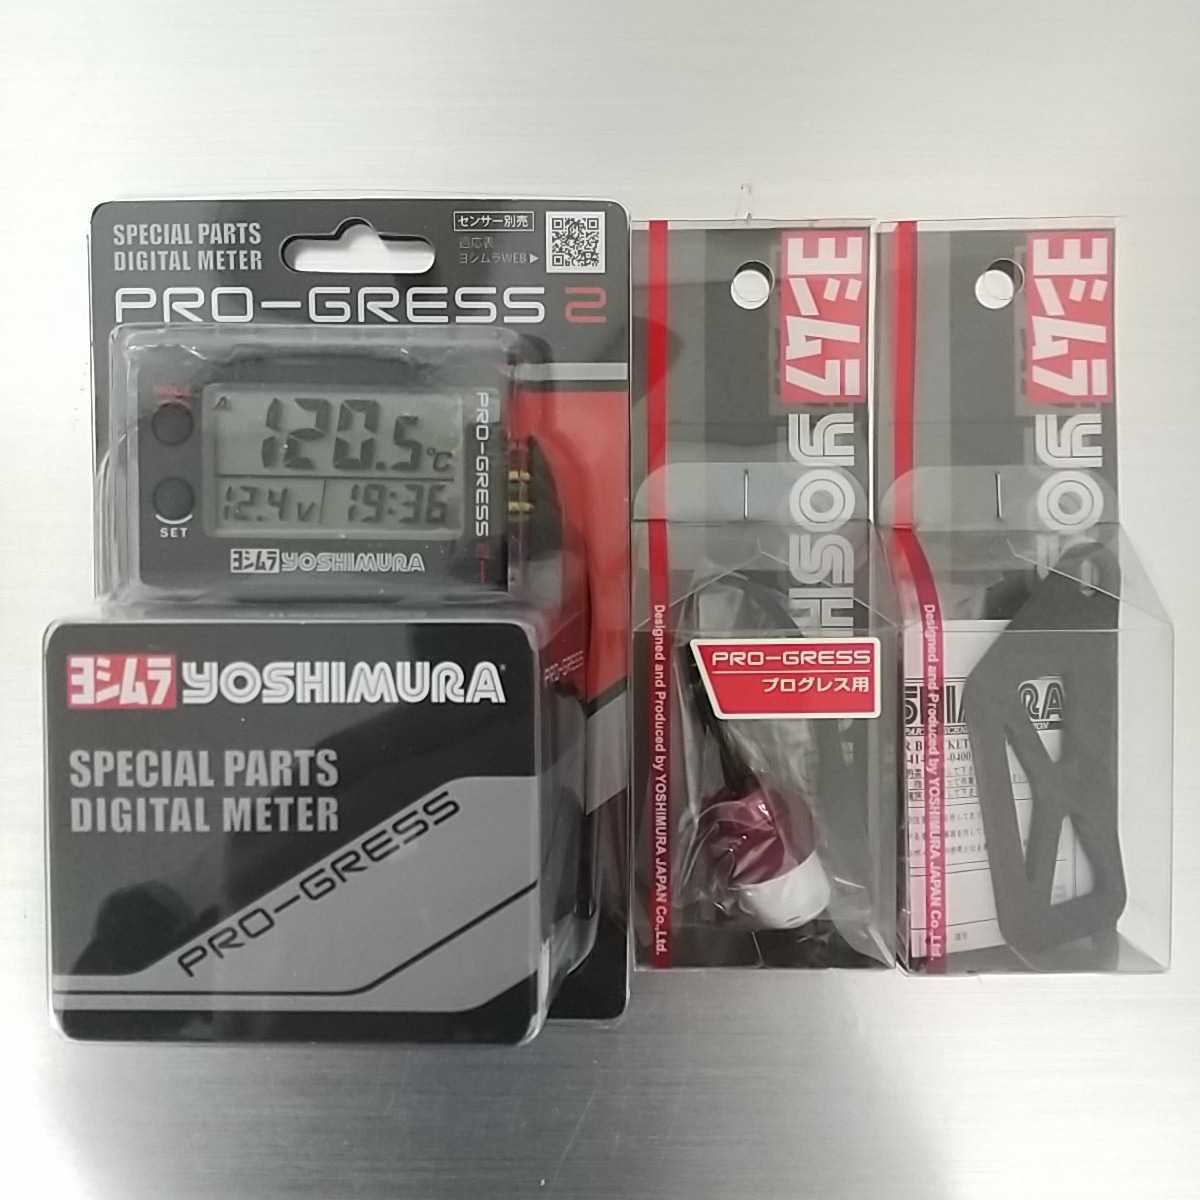 SPECIAL PARTS
DIGITAL METER
センサー別売
適応表
ヨシムラWEB▶
PRO-GRESS 2
120.5℃
12.4V 19:36
SET
PRO-GRESS 2
ヨシムラ YOSHIMURA
PRO-GRESS
ヨシムラ YOSHIMURA
SPECIAL PARTS
DIGITAL METER
PRO-GRESS
ヨシムラ YOSH
Designed and Produced by YOSHIMURA JAPAN Co.,Ltd.
PRO-GRESS
プログレス用
ヨシムラ YO
Designed and Produced by YOSHIMURA JAPAN Co.,Ltd.